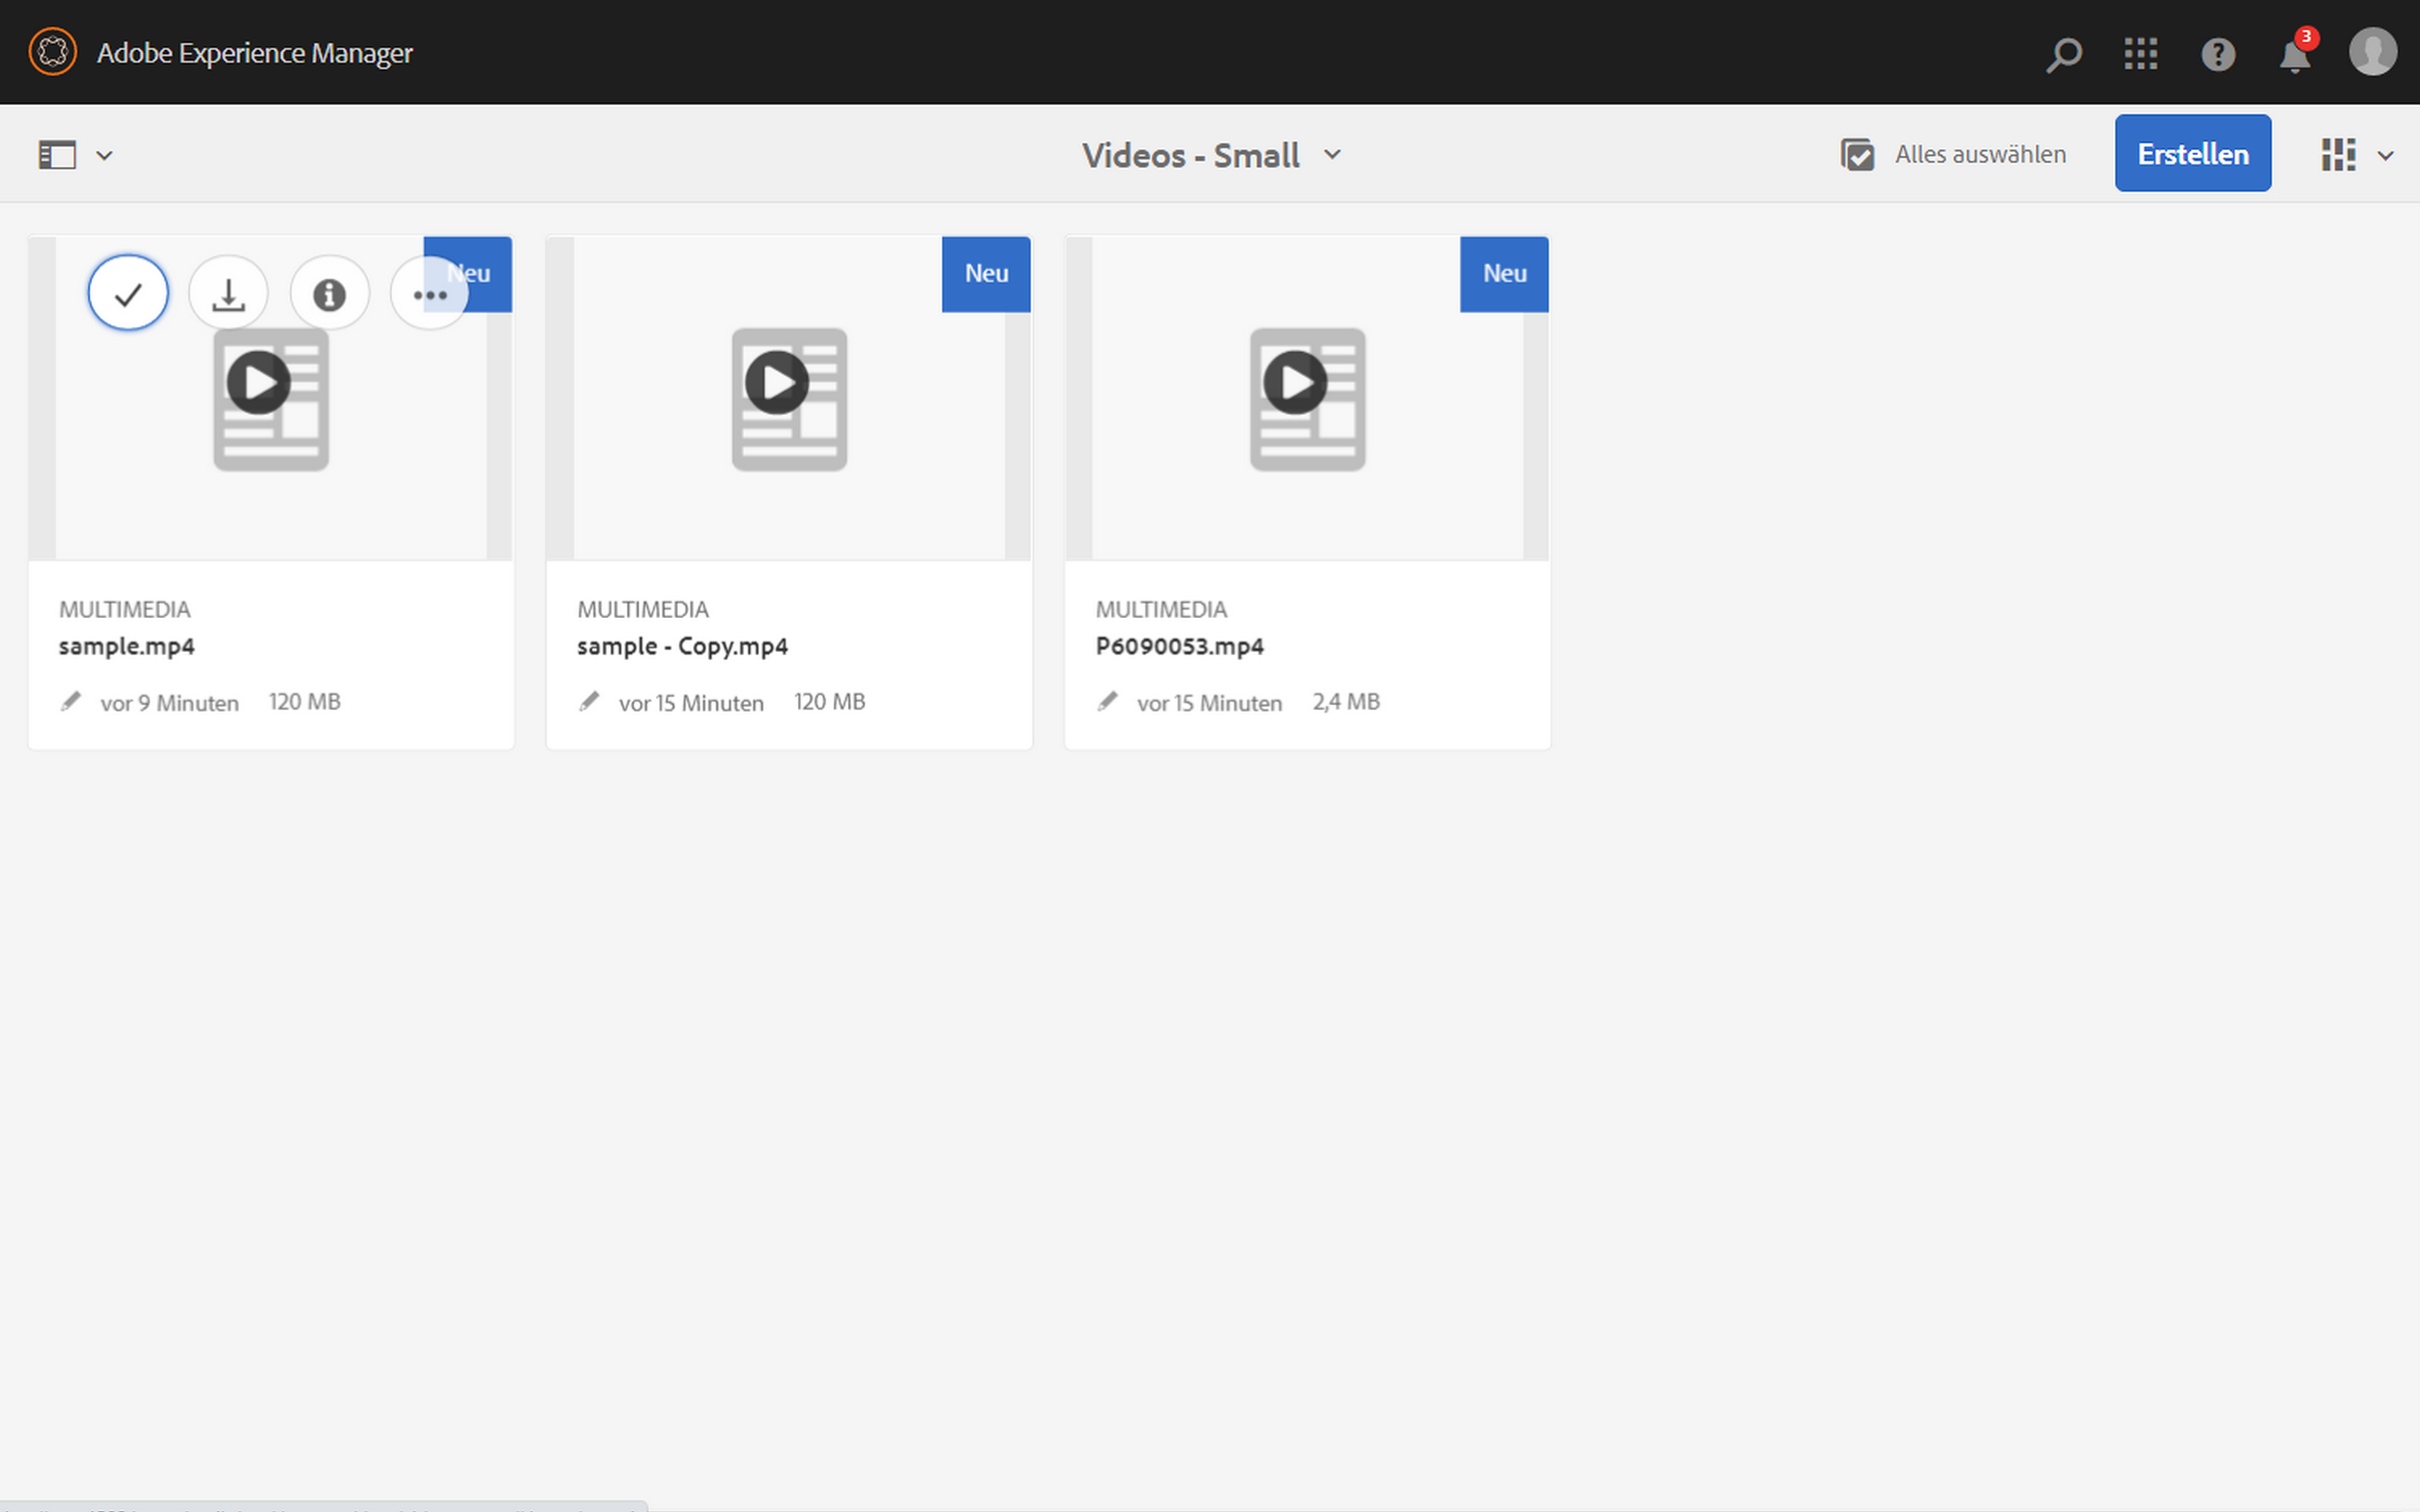 Adobe Experience Manager
3
Videos - Small
Alles auswählen
Erstellen
Neu
Neu
Neu
MULTIMEDIA
sample.mp4
vor 9 Minuten 120 MB
MULTIMEDIA
sample - Copy.mp4
vor 15 Minuten 120 MB
MULTIMEDIA
P6090053.mp4
vor 15 Minuten 2,4 MB